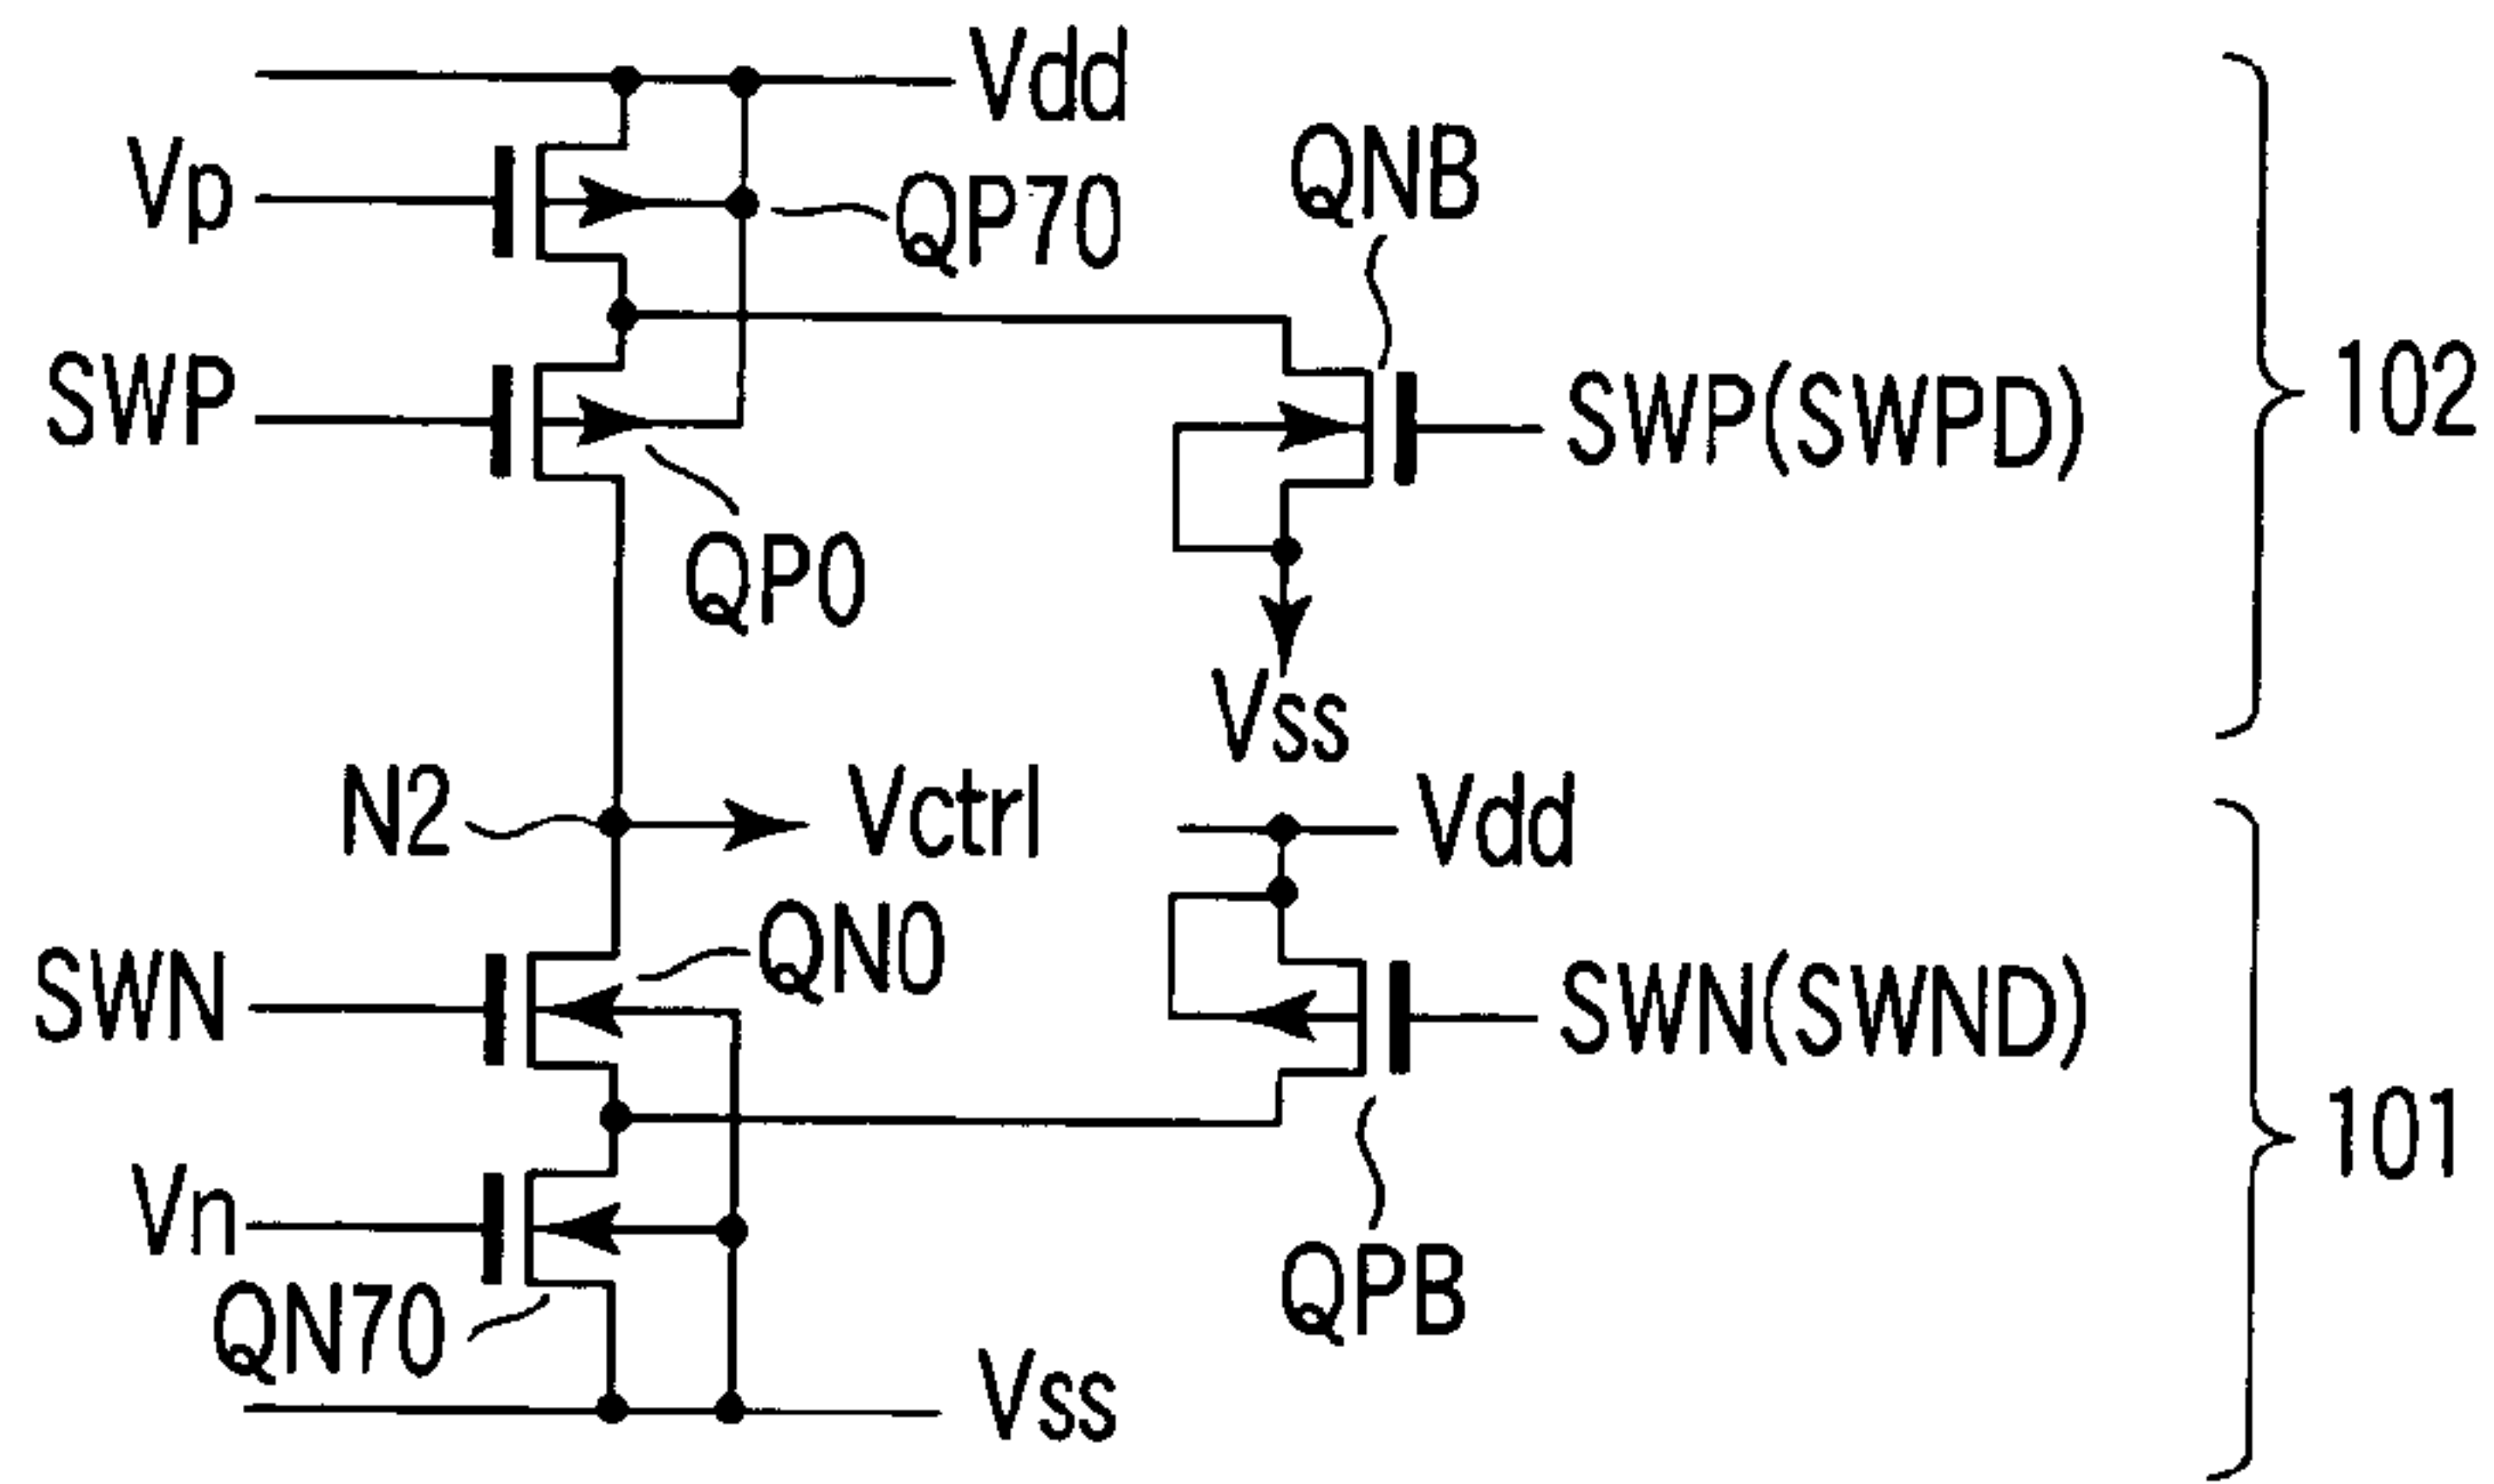 Vdd
Vp
QP70
QNB
SWP
SWP(SWPD)
102
QP0
Vss
N2
Vctrl
Vdd
QN0
SWN
SWN(SWND)
101
Vn
QN70
QPB
Vss